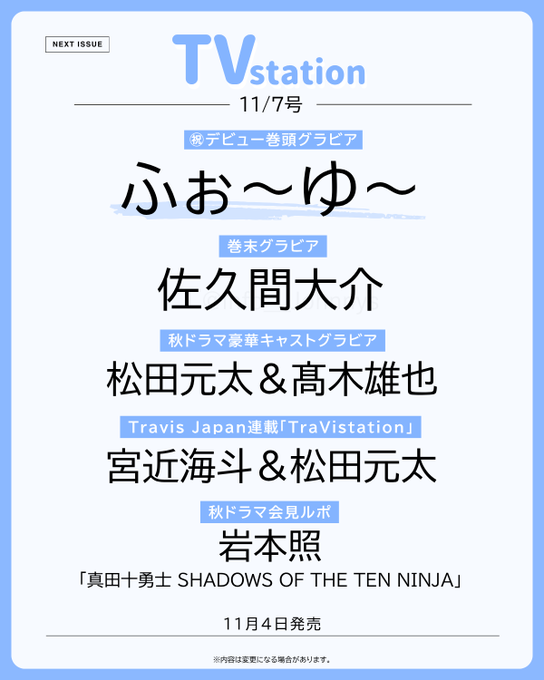 NEXT ISSUE
TVstation
11/7号
㊗デビュー巻頭グラビア
ふぉ〜ゆ〜
巻末グラビア
佐久間大介
秋ドラマ豪華キャストグラビア
松田元太＆髙木雄也
Travis Japan連載「TraVistation」
宮近海斗＆松田元太
秋ドラマ会見ルポ
岩本照
「真田十勇士 SHADOWS OF THE TEN NINJA」
11月4日発売
※内容は変更になる場合があります。